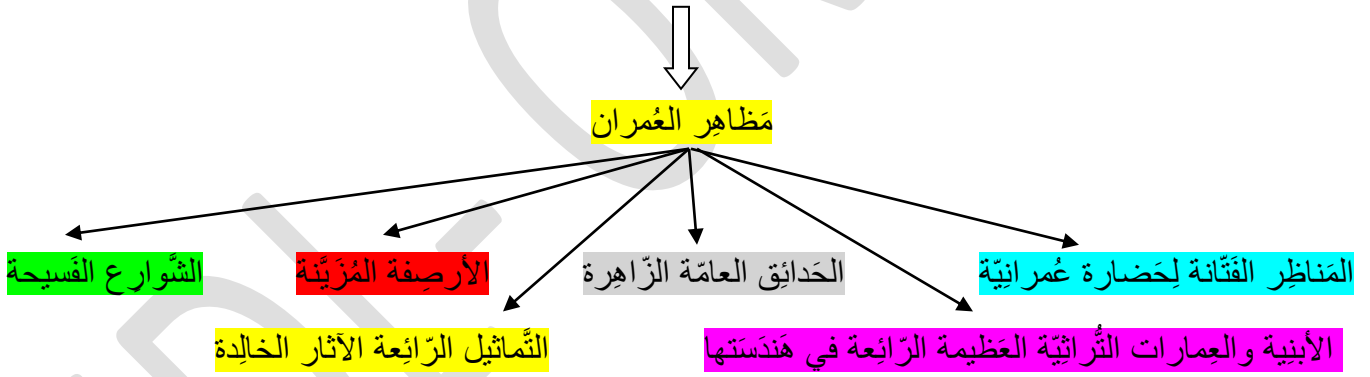 مَظاهِر العُمران
المَناظِر الفَتّانة لِحَضارة عُمرانِيّة
الحَدائِق العامّة الزّاهِرة
الأرصِفة المُزَيَّنة
الشَّوارِع الفَسيحة
الأبنِية والعِمارات التُّراثِيّة العَظيمة الرّائِعة في هَندَسَتها
التَّماثيل الرّائِعة الآثار الخالِدة